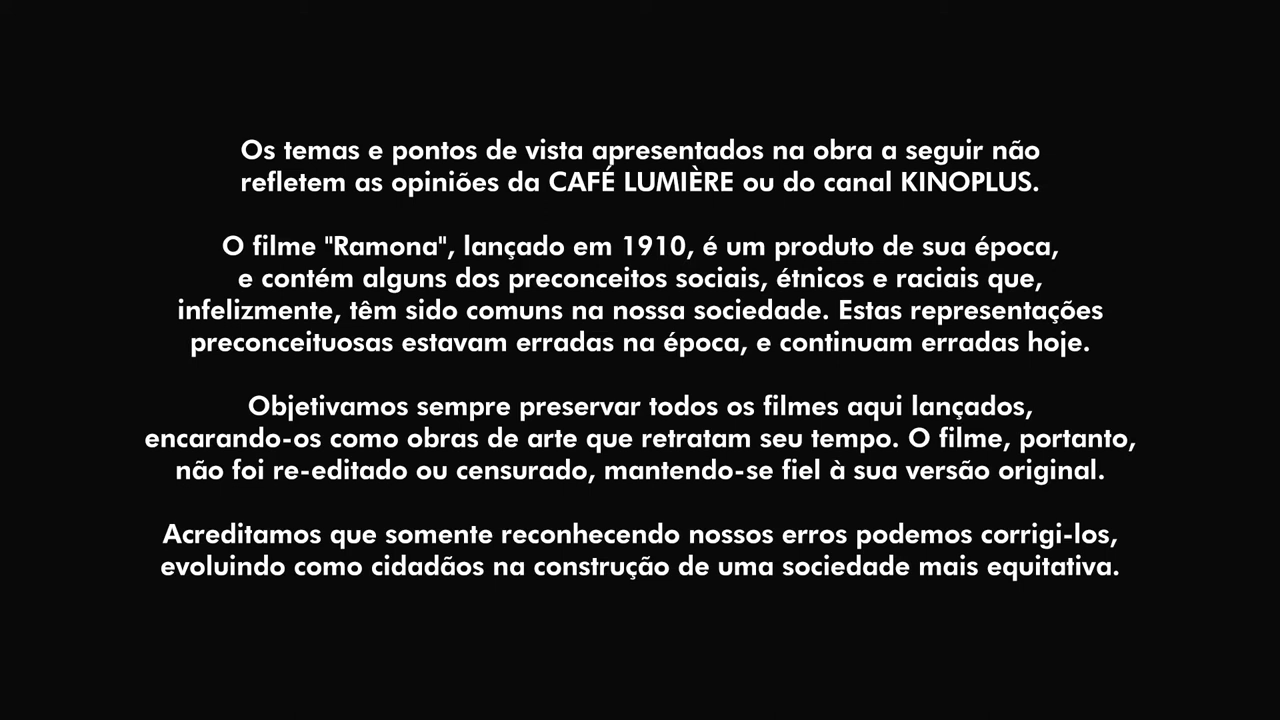 Os temas e pontos de vista apresentados na obra a seguir não
refletem as opiniões da CAFÉ LUMIÈRE ou do canal KINOPLUS.
O filme "Ramona", lançado em 1910, é um produto de sua época,
e contém alguns dos preconceitos sociais, étnicos e raciais que,
infelizmente, têm sido comuns na nossa sociedade. Estas representações
preconceituosas estavam erradas na época, e continuam erradas hoje.
Objetivamos sempre preservar todos os filmes aqui lançados,
encarando-os como obras de arte que retratam seu tempo. O filme, portanto,
não foi re-editado ou censurado, mantendo-se fiel à sua versão original.
Acreditamos que somente reconhecendo nossos erros podemos corrigi-los,
evoluindo como cidadãos na construção de uma sociedade mais equitativa.